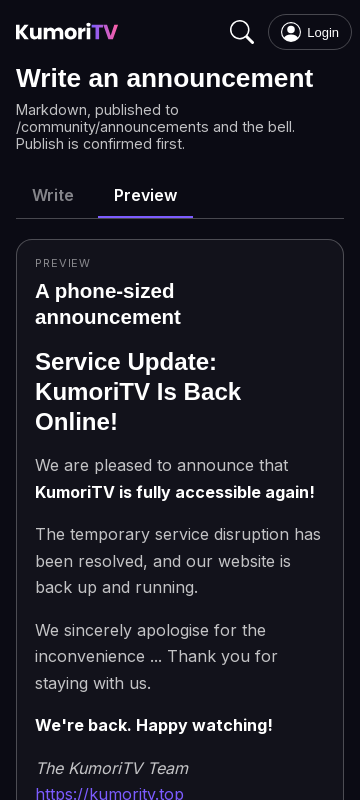 KumoriTV
Login
Write an announcement
Markdown, published to
/community/announcements and the bell.
Publish is confirmed first.
Write
Preview
PREVIEW
A phone-sized
announcement
Service Update:
KumoriTV Is Back
Online!
We are pleased to announce that
KumoriTV is fully accessible again!
The temporary service disruption has
been resolved, and our website is
back up and running.
We sincerely apologise for the
inconvenience ... Thank you for
staying with us.
We're back. Happy watching!
The KumoriTV Team
https://kumority.top